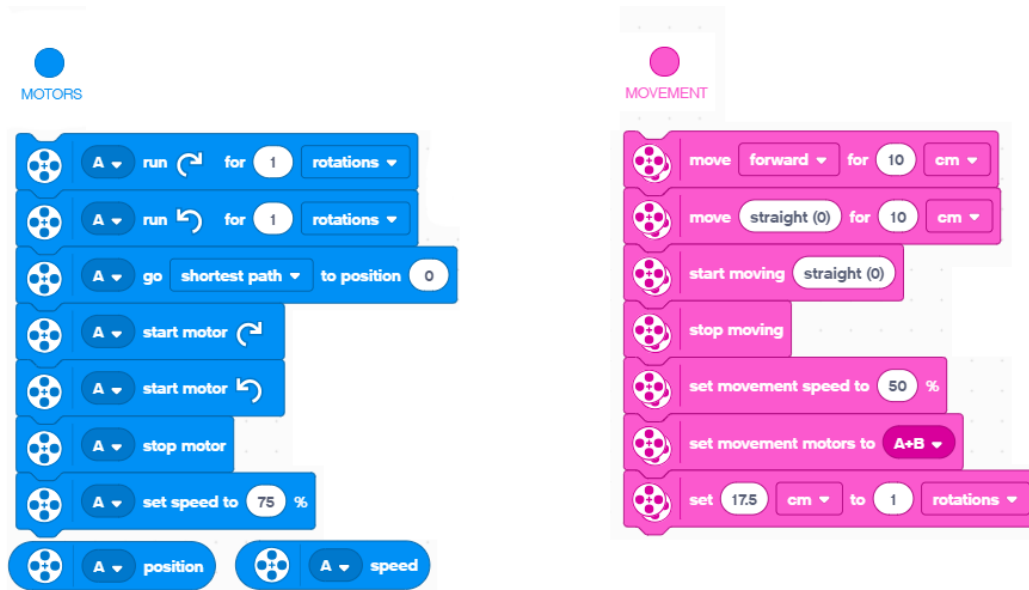 MOTORS
A run for 1 rotations
A run for 1 rotations
A go shortest path to position 0
A start motor
A start motor
A stop motor
A set speed to 75 %
A position
A speed
MOVEMENT
move forward for 10 cm
move straight (0) for 10 cm
start moving straight (0)
stop moving
set movement speed to 50 %
set movement motors to A+B
set 17.5 cm to 1 rotations